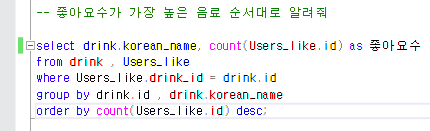 -- 좋아요수가 가장 높은 음료 순서대로 알려줘
select drink.korean_name, count(Users_like.id) as 좋아요수
from drink , Users_like
where Users_like.drink_id = drink.id
group by drink.id , drink.korean_name
order by count(Users_like.id) desc;